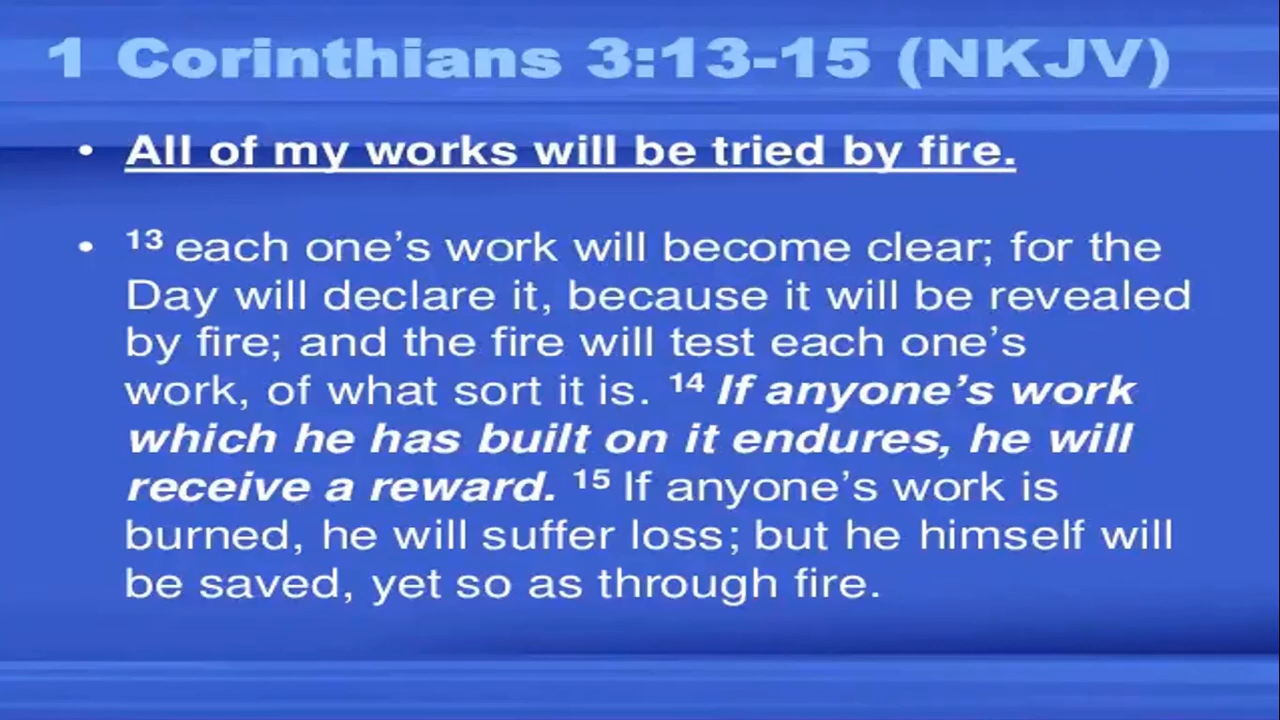 1 Corinthians 3:13-15 (NKJV)
• All of my works will be tried by fire.
• 13 each one’s work will become clear; for the
Day will declare it, because it will be revealed
by fire; and the fire will test each one’s
work, of what sort it is. 14 If anyone’s work
which he has built on it endures, he will
receive a reward. 15 If anyone’s work is
burned, he will suffer loss; but he himself will
be saved, yet so as through fire.